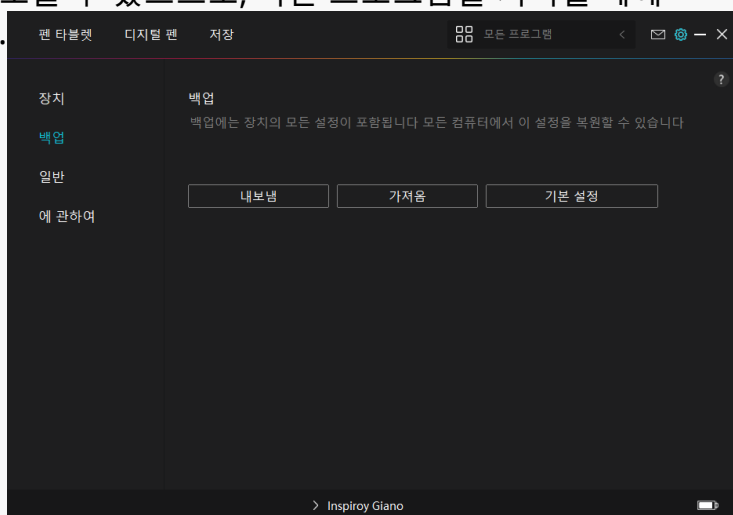 펜 타블렛 디지털 펜 저장 모든 프로그램
?
장치
백업
백업
백업에는 장치의 모든 설정이 포함됩니다 모든 컴퓨터에서 이 설정을 복원할 수 있습니다
일반
내보냄 가져옴 기본 설정
에 관하여
Inspiroy Giano